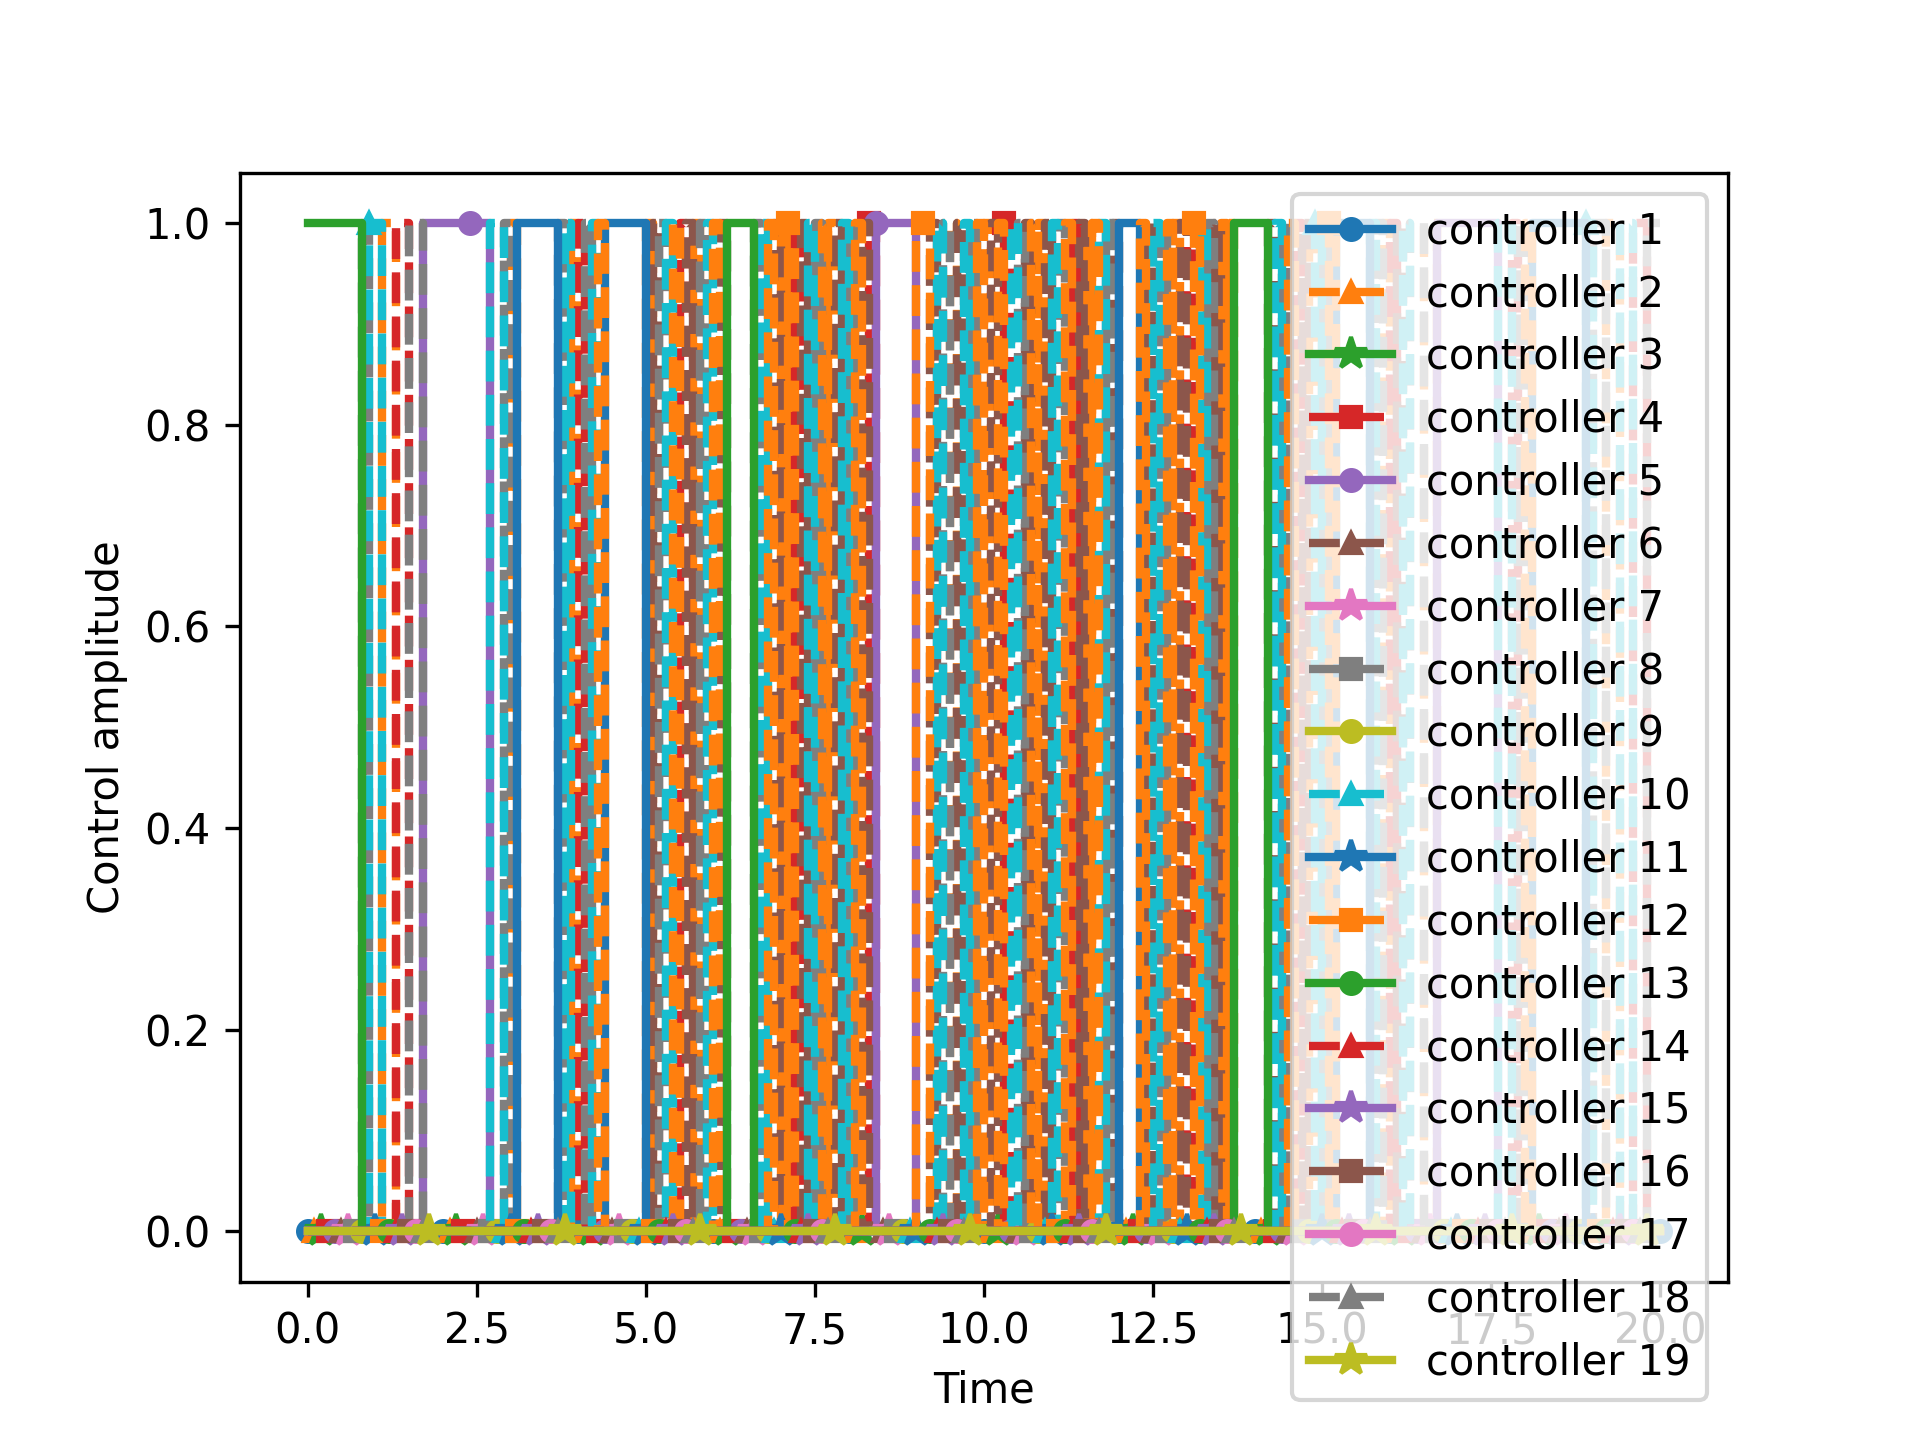 1.0
0.8
0.6
0.4
0.2
0.0
Control amplitude
0.0 2.5 5.0 7.5 10.0 12.5 15.0 17.5 20.0
Time
controller 1
controller 2
controller 3
controller 4
controller 5
controller 6
controller 7
controller 8
controller 9
controller 10
controller 11
controller 12
controller 13
controller 14
controller 15
controller 16
controller 17
controller 18
controller 19